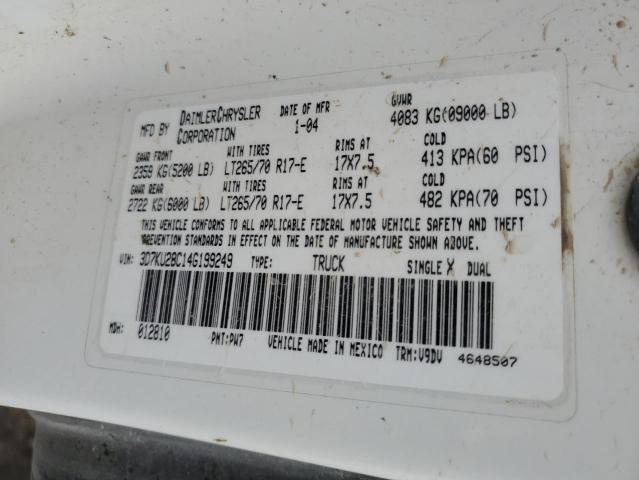 MFD BY DAIMLERCHRYSLER CORPORATION DATE OF MFR 1-04 GVWR 4083 KG(09000 LB)
GAWR FRONT WITH TIRES RIMS AT COLD
2359 KG(5200 LB) LT265/70 R17-E 17X7.5 413 KPA(60 PSI)
GAWR REAR WITH TIRES RIMS AT COLD
2722 KG(6000 LB) LT265/70 R17-E 17X7.5 482 KPA(70 PSI)
THIS VEHICLE CONFORMS TO ALL APPLICABLE FEDERAL MOTOR VEHICLE SAFETY AND THEFT
PREVENTION STANDARDS IN EFFECT ON THE DATE OF MANUFACTURE SHOWN ABOVE.
VIN: 3D7KU28C14G199249 TYPE: TRUCK SINGLE X DUAL
MDH: 012810 PNT:PW7 VEHICLE MADE IN MEXICO TRM:V9DV 4648507